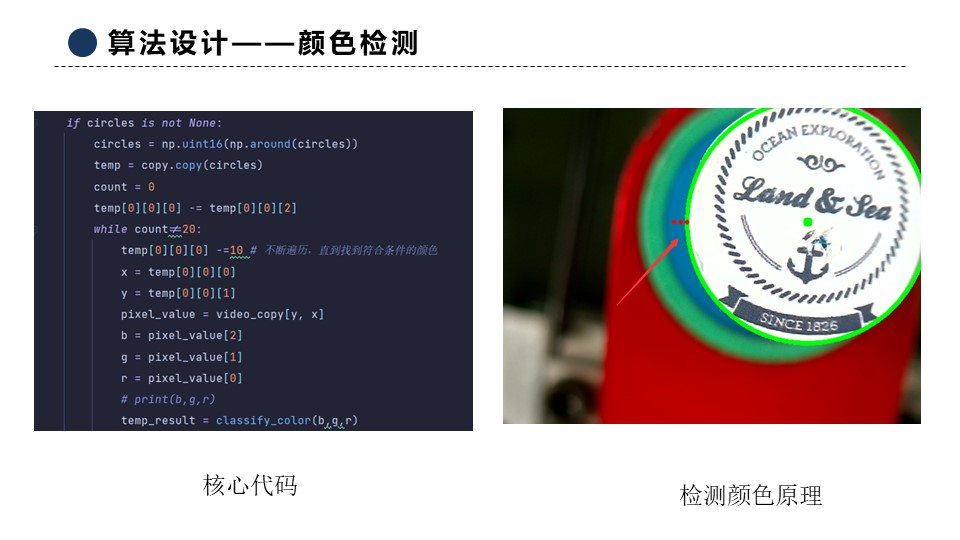 算法设计——颜色检测
if circles is not None:
circles = np.uint16(np.around(circles))
temp = copy.copy(circles)
count = 0
temp[0][0][0] -= temp[0][0][2]
while count≠20:
temp[0][0][0] -=10 # 不断遍历，直到找到符合条件的颜色
x = temp[0][0][0]
y = temp[0][0][1]
pixel_value = video_copy[y, x]
b = pixel_value[2]
g = pixel_value[1]
r = pixel_value[0]
# print(b,g,r)
temp_result = classify_color(b,g,r)
OCEAN EXPLORATION
Land & Sea
SINCE 1826
核心代码
检测颜色原理